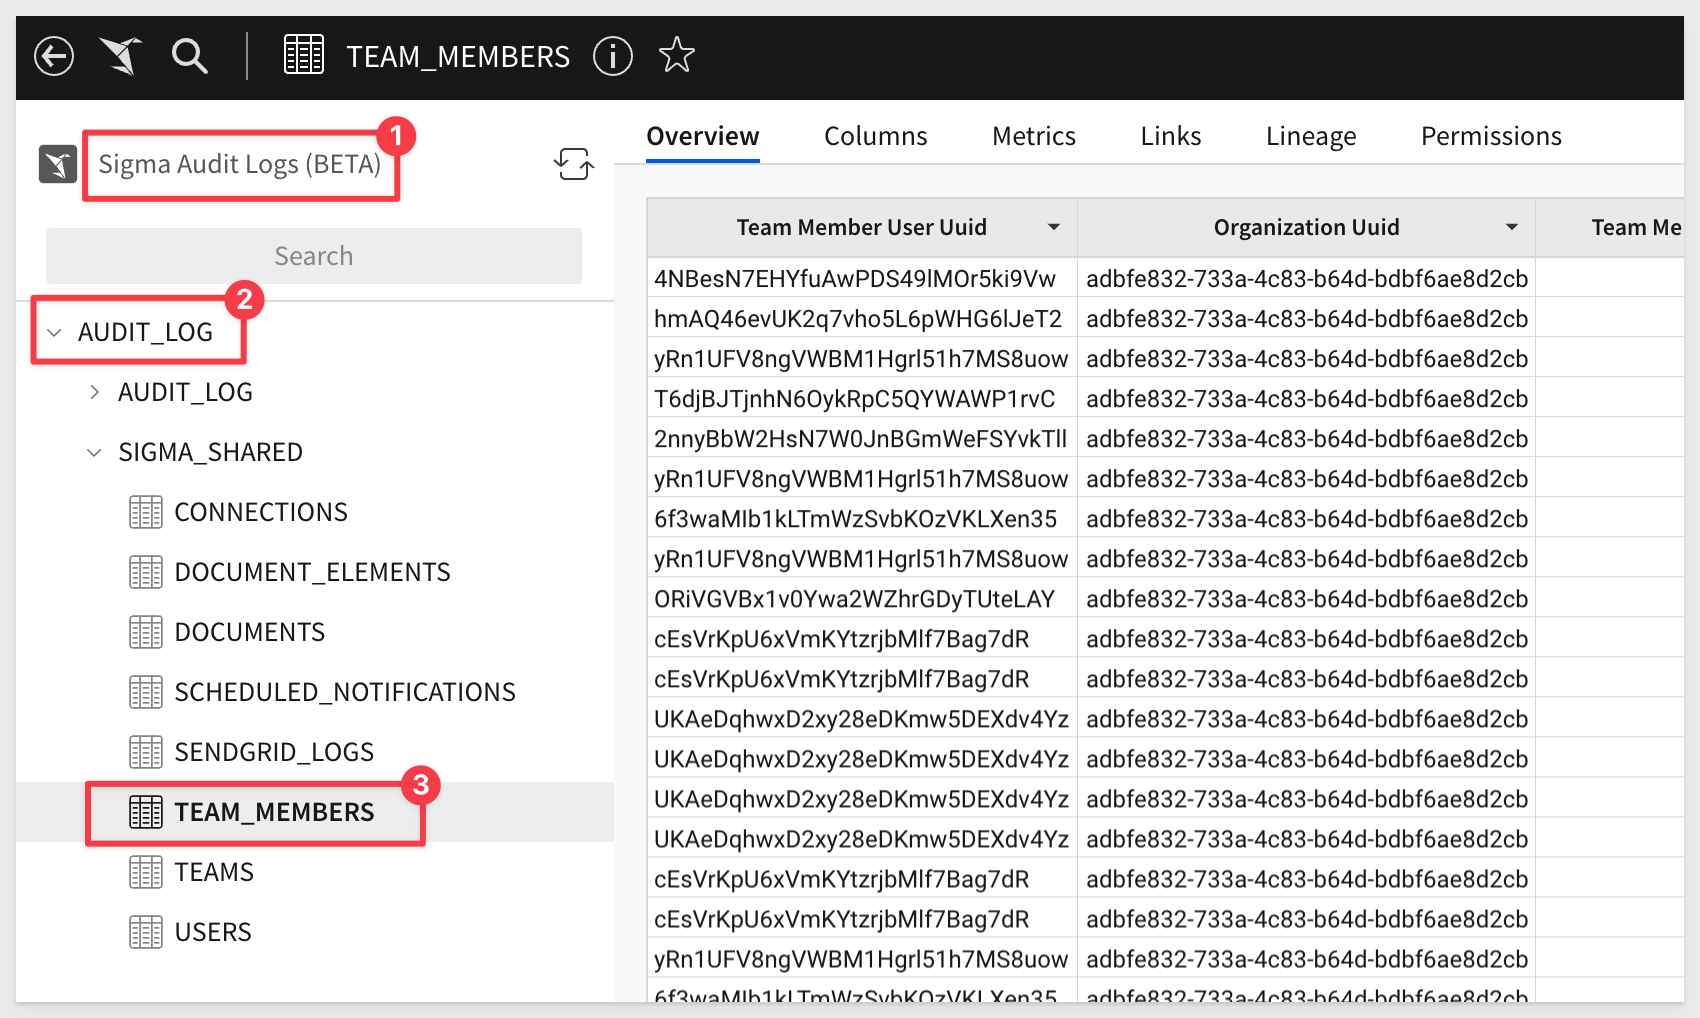 TEAM_MEMBERS
Sigma Audit Logs (BETA)
1
Search
2
AUDIT_LOG
AUDIT_LOG
SIGMA_SHARED
CONNECTIONS
DOCUMENT_ELEMENTS
DOCUMENTS
SCHEDULED_NOTIFICATIONS
SENDGRID_LOGS
3
TEAM_MEMBERS
TEAMS
USERS
Overview Columns Metrics Links Lineage Permissions
Team Member User Uuid Organization Uuid Team Me
4NBesN7EHYfuAwPDS49lMOr5ki9Vw adbfe832-733a-4c83-b64d-bdbf6ae8d2cb
hmAQ46evUK2q7vho5L6pWHG6lJeT2 adbfe832-733a-4c83-b64d-bdbf6ae8d2cb
yRn1UFV8ngVWBM1Hgrl51h7MS8uow adbfe832-733a-4c83-b64d-bdbf6ae8d2cb
T6djBJTjnhN6OykRpC5QYWAWP1rvC adbfe832-733a-4c83-b64d-bdbf6ae8d2cb
2nnyBbW2HsN7W0JnBGmWeFSYvkTll adbfe832-733a-4c83-b64d-bdbf6ae8d2cb
yRn1UFV8ngVWBM1Hgrl51h7MS8uow adbfe832-733a-4c83-b64d-bdbf6ae8d2cb
6f3waMIb1kLTmWzSvbKOzVKLXen35 adbfe832-733a-4c83-b64d-bdbf6ae8d2cb
yRn1UFV8ngVWBM1Hgrl51h7MS8uow adbfe832-733a-4c83-b64d-bdbf6ae8d2cb
ORiVGVBx1v0Ywa2WZhrGDyTUteLAY adbfe832-733a-4c83-b64d-bdbf6ae8d2cb
cEsVrKpU6xVmKYtzrjbMlf7Bag7dR adbfe832-733a-4c83-b64d-bdbf6ae8d2cb
cEsVrKpU6xVmKYtzrjbMlf7Bag7dR adbfe832-733a-4c83-b64d-bdbf6ae8d2cb
UKAeDqhwxD2xy28eDKmw5DEXdv4Yz adbfe832-733a-4c83-b64d-bdbf6ae8d2cb
UKAeDqhwxD2xy28eDKmw5DEXdv4Yz adbfe832-733a-4c83-b64d-bdbf6ae8d2cb
UKAeDqhwxD2xy28eDKmw5DEXdv4Yz adbfe832-733a-4c83-b64d-bdbf6ae8d2cb
UKAeDqhwxD2xy28eDKmw5DEXdv4Yz adbfe832-733a-4c83-b64d-bdbf6ae8d2cb
cEsVrKpU6xVmKYtzrjbMlf7Bag7dR adbfe832-733a-4c83-b64d-bdbf6ae8d2cb
cEsVrKpU6xVmKYtzrjbMlf7Bag7dR adbfe832-733a-4c83-b64d-bdbf6ae8d2cb
yRn1UFV8ngVWBM1Hgrl51h7MS8uow adbfe832-733a-4c83-b64d-bdbf6ae8d2cb
6f3waMIb1kLTmWzSvbKOzVKLXen35 adbfe832-733a-4c83-b64d-bdbf6ae8d2cb